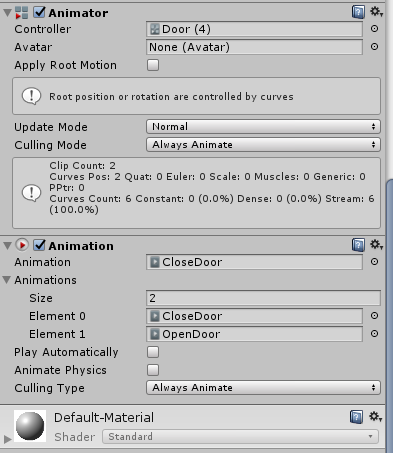 Animator
Controller Door (4)
Avatar None (Avatar)
Apply Root Motion
Root position or rotation are controlled by curves
Update Mode Normal
Culling Mode Always Animate
Clip Count: 2
Curves Pos: 2 Quat: 0 Euler: 0 Scale: 0 Muscles: 0 Generic: 0
PPtr: 0
Curves Count: 6 Constant: 0 (0.0%) Dense: 0 (0.0%) Stream: 6
(100.0%)
Animation
Animation CloseDoor
Animations
Size 2
Element 0 CloseDoor
Element 1 OpenDoor
Play Automatically
Animate Physics
Culling Type Always Animate
Default-Material
Shader Standard